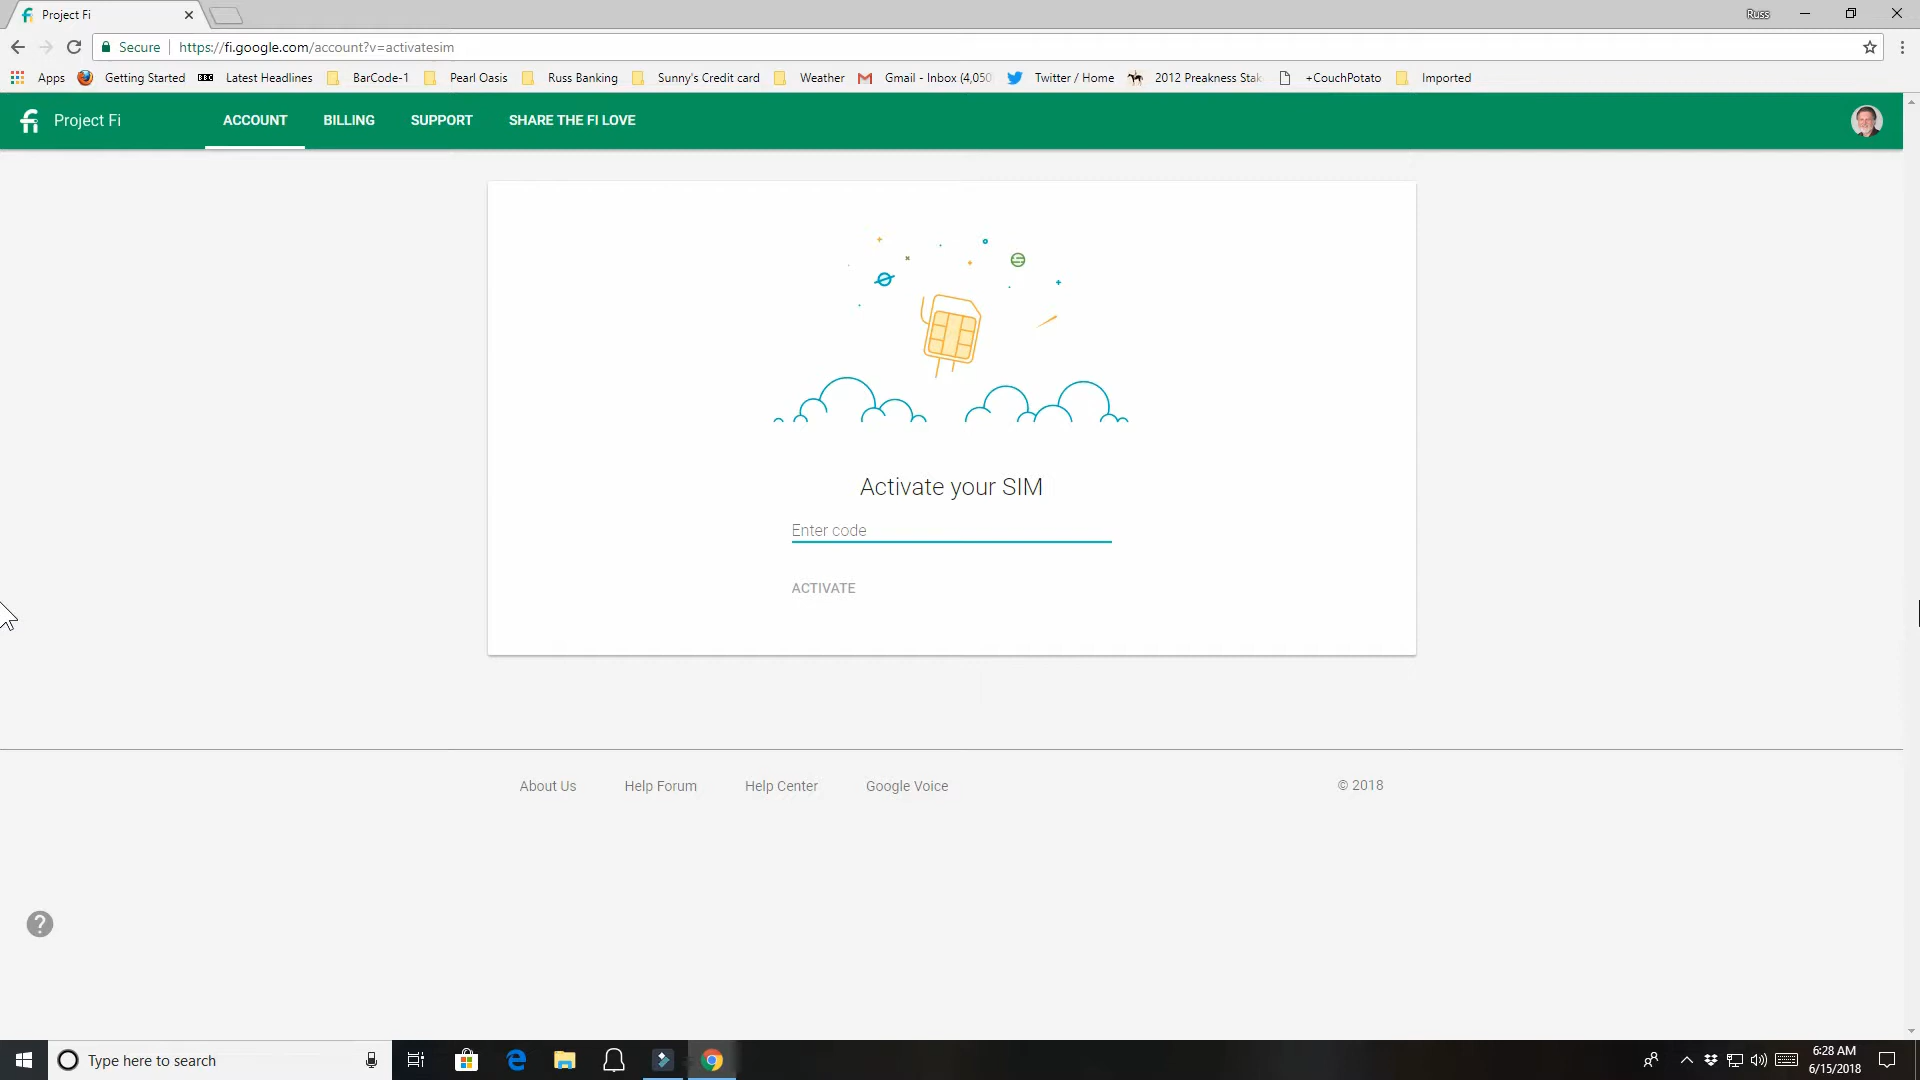 Project Fi
Russ
Secure
https://fi.google.com/account?v=activatesim
Apps
Getting Started
BBC
Latest Headlines
BarCode-1
Pearl Oasis
Russ Banking
Sunny's Credit card
Weather
Gmail - Inbox (4,050
Twitter / Home
2012 Preakness Stak
+CouchPotato
Imported
fi
Project Fi
ACCOUNT
BILLING
SUPPORT
SHARE THE FI LOVE
Activate your SIM
Enter code
ACTIVATE
About Us
Help Forum
Help Center
Google Voice
© 2018
?
Type here to search
6:28 AM
6/15/2018